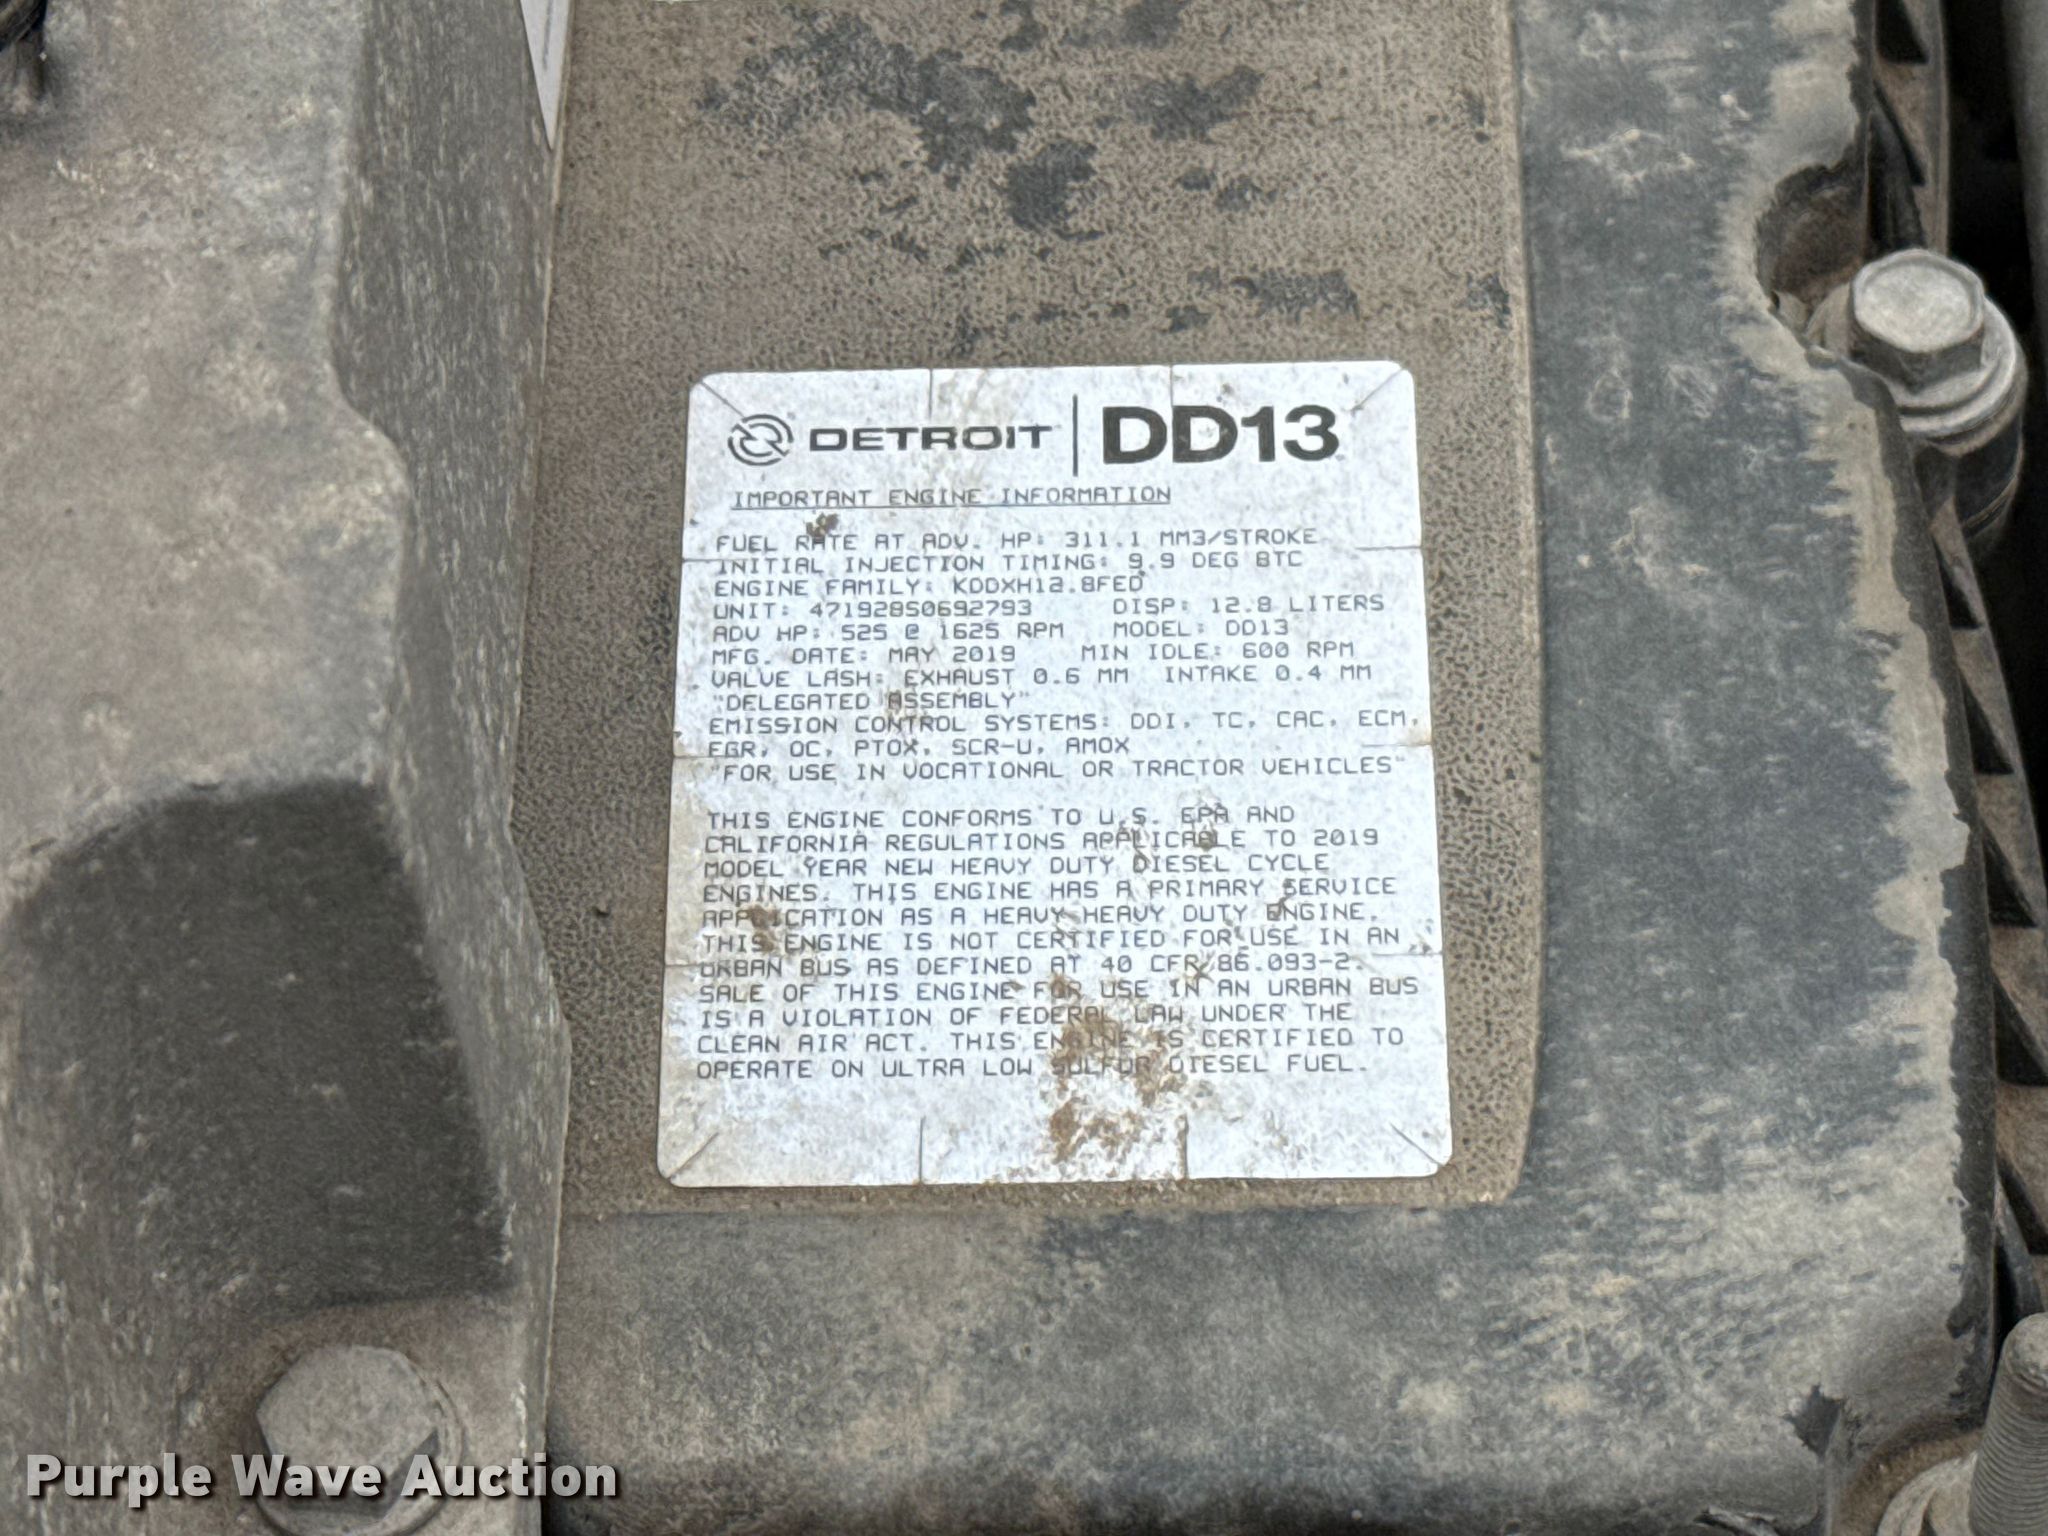 DETROIT | DD13
IMPORTANT ENGINE INFORMATION
FUEL RATE AT ADV. HP: 311.1 MM3/STROKE
INITIAL INJECTION TIMING: 9.9 DEG BTC
ENGINE FAMILY: KDDXH12.8FED
UNIT: 471928S0692793 DISP: 12.8 LITERS
ADV HP: 525 @ 1625 RPM MODEL: DD13
MFG. DATE: MAY 2019 MIN IDLE: 600 RPM
VALVE LASH: EXHAUST 0.6 MM INTAKE 0.4 MM
"DELEGATED ASSEMBLY"
EMISSION CONTROL SYSTEMS: DDI, TC, CAC, ECM,
EGR, OC, PTOX, SCR-U, AMOX
"FOR USE IN VOCATIONAL OR TRACTOR VEHICLES"
THIS ENGINE CONFORMS TO U.S. EPA AND
CALIFORNIA REGULATIONS APPLICABLE TO 2019
MODEL YEAR NEW HEAVY DUTY DIESEL CYCLE
ENGINES. THIS ENGINE HAS A PRIMARY SERVICE
APPLICATION AS A HEAVY HEAVY DUTY ENGINE.
THIS ENGINE IS NOT CERTIFIED FOR USE IN AN
URBAN BUS AS DEFINED AT 40 CFR 86.093-2.
SALE OF THIS ENGINE FOR USE IN AN URBAN BUS
IS A VIOLATION OF FEDERAL LAW UNDER THE
CLEAN AIR ACT. THIS ENGINE IS CERTIFIED TO
OPERATE ON ULTRA LOW SULFUR DIESEL FUEL.
Purple Wave Auction